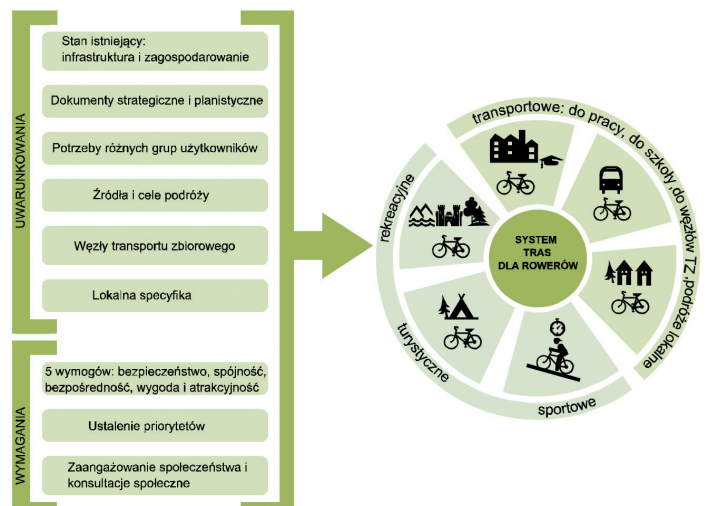 UWARUNKOWANIA
Stan istniejący:
infrastruktura i zagospodarowanie
Dokumenty strategiczne i planistyczne
Potrzeby różnych grup użytkowników
Źródła i cele podróży
Węzły transportu zbiorowego
Lokalna specyfika
WYMAGANIA
5 wymogów: bezpieczeństwo, spójność,
bezpośredność, wygoda i atrakcyjność
Ustalenie priorytetów
Zaangażowanie społeczeństwa i
konsultacje społeczne
transportowe: do pracy, do szkoły ,do węzłów TZ ,podróże lokalne
rekreacyjne
SYSTEM
TRAS
DLA ROWERÓW
turystyczne
sportowe